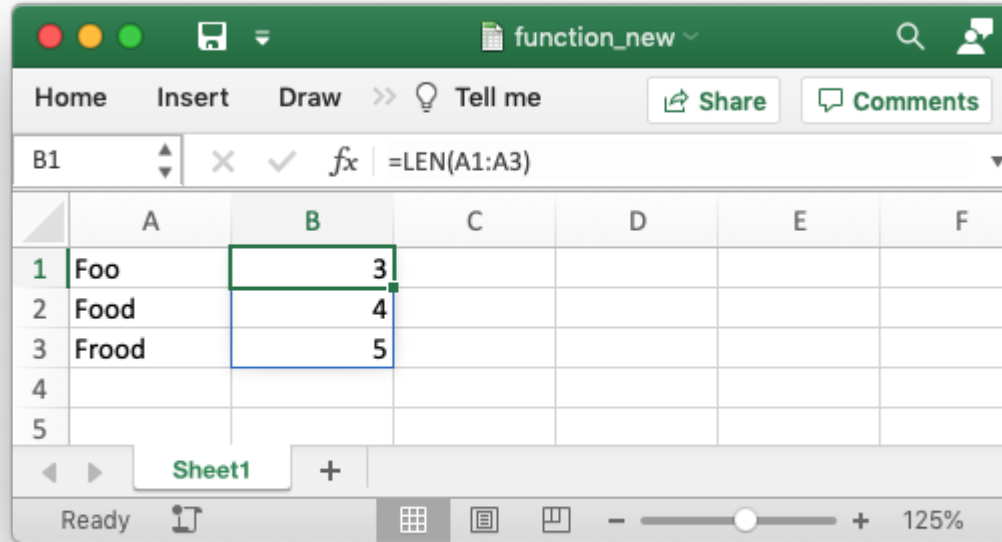 function_new
Home Insert Draw >> Tell me Share Comments
B1 fx =LEN(A1:A3)
A B C D E F
1 Foo 3
2 Food 4
3 Frood 5
4
5
Sheet1 +
Ready 125%